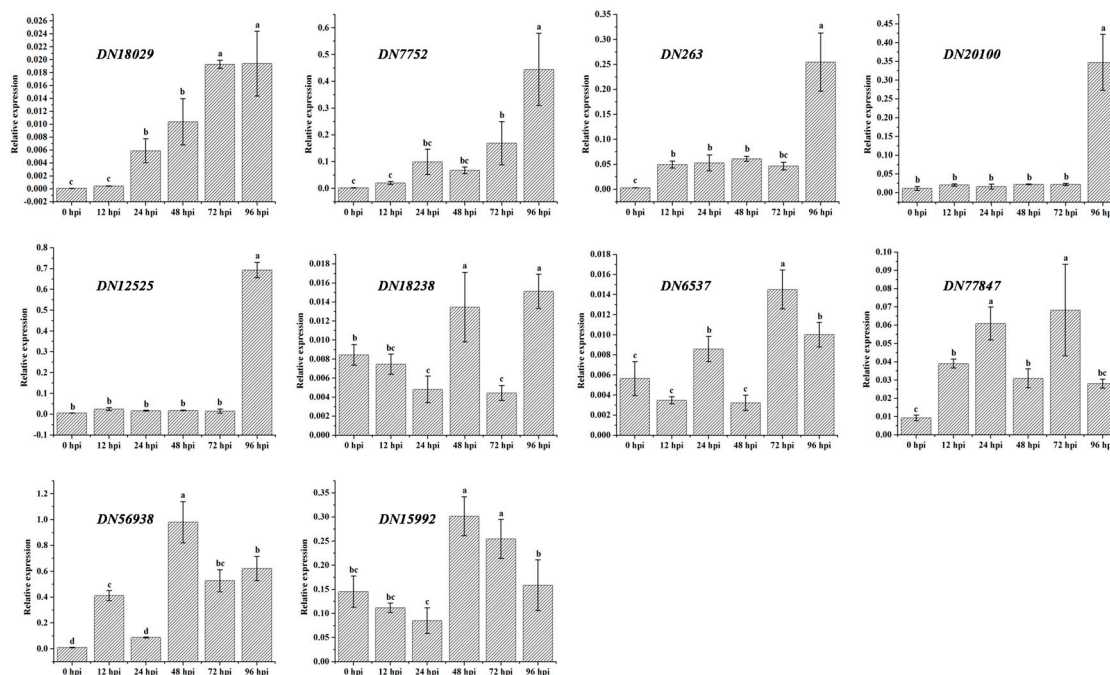 DN18029
Relative expression
0.026
0.024
0.022
0.020
0.018
0.016
0.014
0.012
0.010
0.008
0.006
0.004
0.002
0.000
-0.002
c c b b a a
0 hpi 12 hpi 24 hpi 48 hpi 72 hpi 96 hpi
DN7752
Relative expression
0.6
0.5
0.4
0.3
0.2
0.1
0.0
c c bc bc b a
0 hpi 12 hpi 24 hpi 48 hpi 72 hpi 96 hpi
DN263
Relative expression
0.35
0.30
0.25
0.20
0.15
0.10
0.05
0.00
c b b b bc a
0 hpi 12 hpi 24 hpi 48 hpi 72 hpi 96 hpi
DN20100
Relative expression
0.45
0.40
0.35
0.30
0.25
0.20
0.15
0.10
0.05
0.00
b b b b b a
0 hpi 12 hpi 24 hpi 48 hpi 72 hpi 96 hpi
DN12525
Relative expression
0.8
0.7
0.6
0.5
0.4
0.3
0.2
0.1
0.0
-0.1
b b b b b a
0 hpi 12 hpi 24 hpi 48 hpi 72 hpi 96 hpi
DN18238
Relative expression
0.018
0.016
0.014
0.012
0.010
0.008
0.006
0.004
0.002
0.000
b bc c a c a
0 hpi 12 hpi 24 hpi 48 hpi 72 hpi 96 hpi
DN6537
Relative expression
0.018
0.016
0.014
0.012
0.010
0.008
0.006
0.004
0.002
0.000
c c b c a b
0 hpi 12 hpi 24 hpi 48 hpi 72 hpi 96 hpi
DN77847
Relative expression
0.10
0.09
0.08
0.07
0.06
0.05
0.04
0.03
0.02
0.01
0.00
c b a b a bc
0 hpi 12 hpi 24 hpi 48 hpi 72 hpi 96 hpi
DN56938
Relative expression
1.2
1.0
0.8
0.6
0.4
0.2
0.0
d c d a bc b
0 hpi 12 hpi 24 hpi 48 hpi 72 hpi 96 hpi
DN15992
Relative expression
0.35
0.30
0.25
0.20
0.15
0.10
0.05
0.00
bc bc c a a b
0 hpi 12 hpi 24 hpi 48 hpi 72 hpi 96 hpi